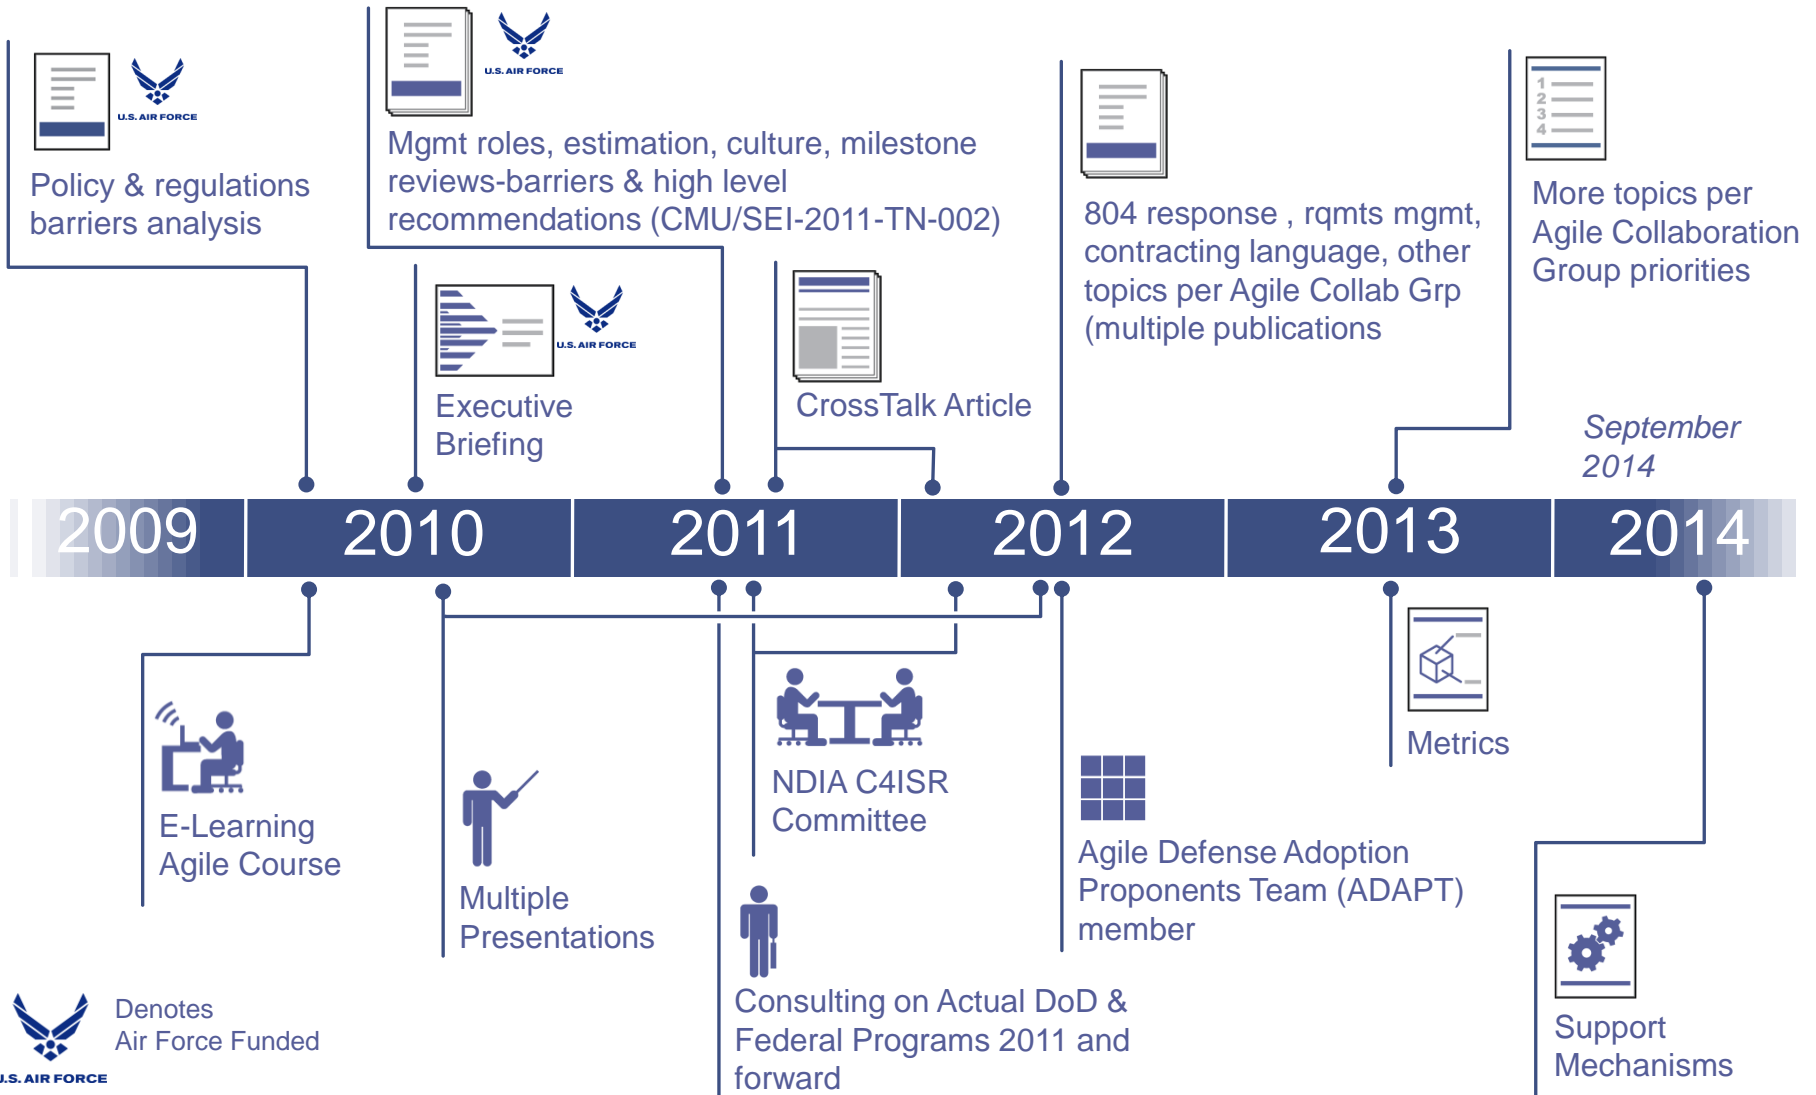 U.S. AIR FORCE
Policy & regulations
barriers analysis
U.S. AIR FORCE
Mgmt roles, estimation, culture, milestone
reviews-barriers & high level
recommendations (CMU/SEI-2011-TN-002)
U.S. AIR FORCE
Executive
Briefing
CrossTalk Article
804 response , rqmts mgmt,
contracting language, other
topics per Agile Collab Grp
(multiple publications
1
2
3
4
More topics per
Agile Collaboration
Group priorities
September
2014
2009
2010
2011
2012
2013
2014
E-Learning
Agile Course
Multiple
Presentations
NDIA C4ISR
Committee
Consulting on Actual DoD &
Federal Programs 2011 and
forward
Agile Defense Adoption
Proponents Team (ADAPT)
member
Metrics
Support
Mechanisms
Denotes
Air Force Funded
U.S. AIR FORCE